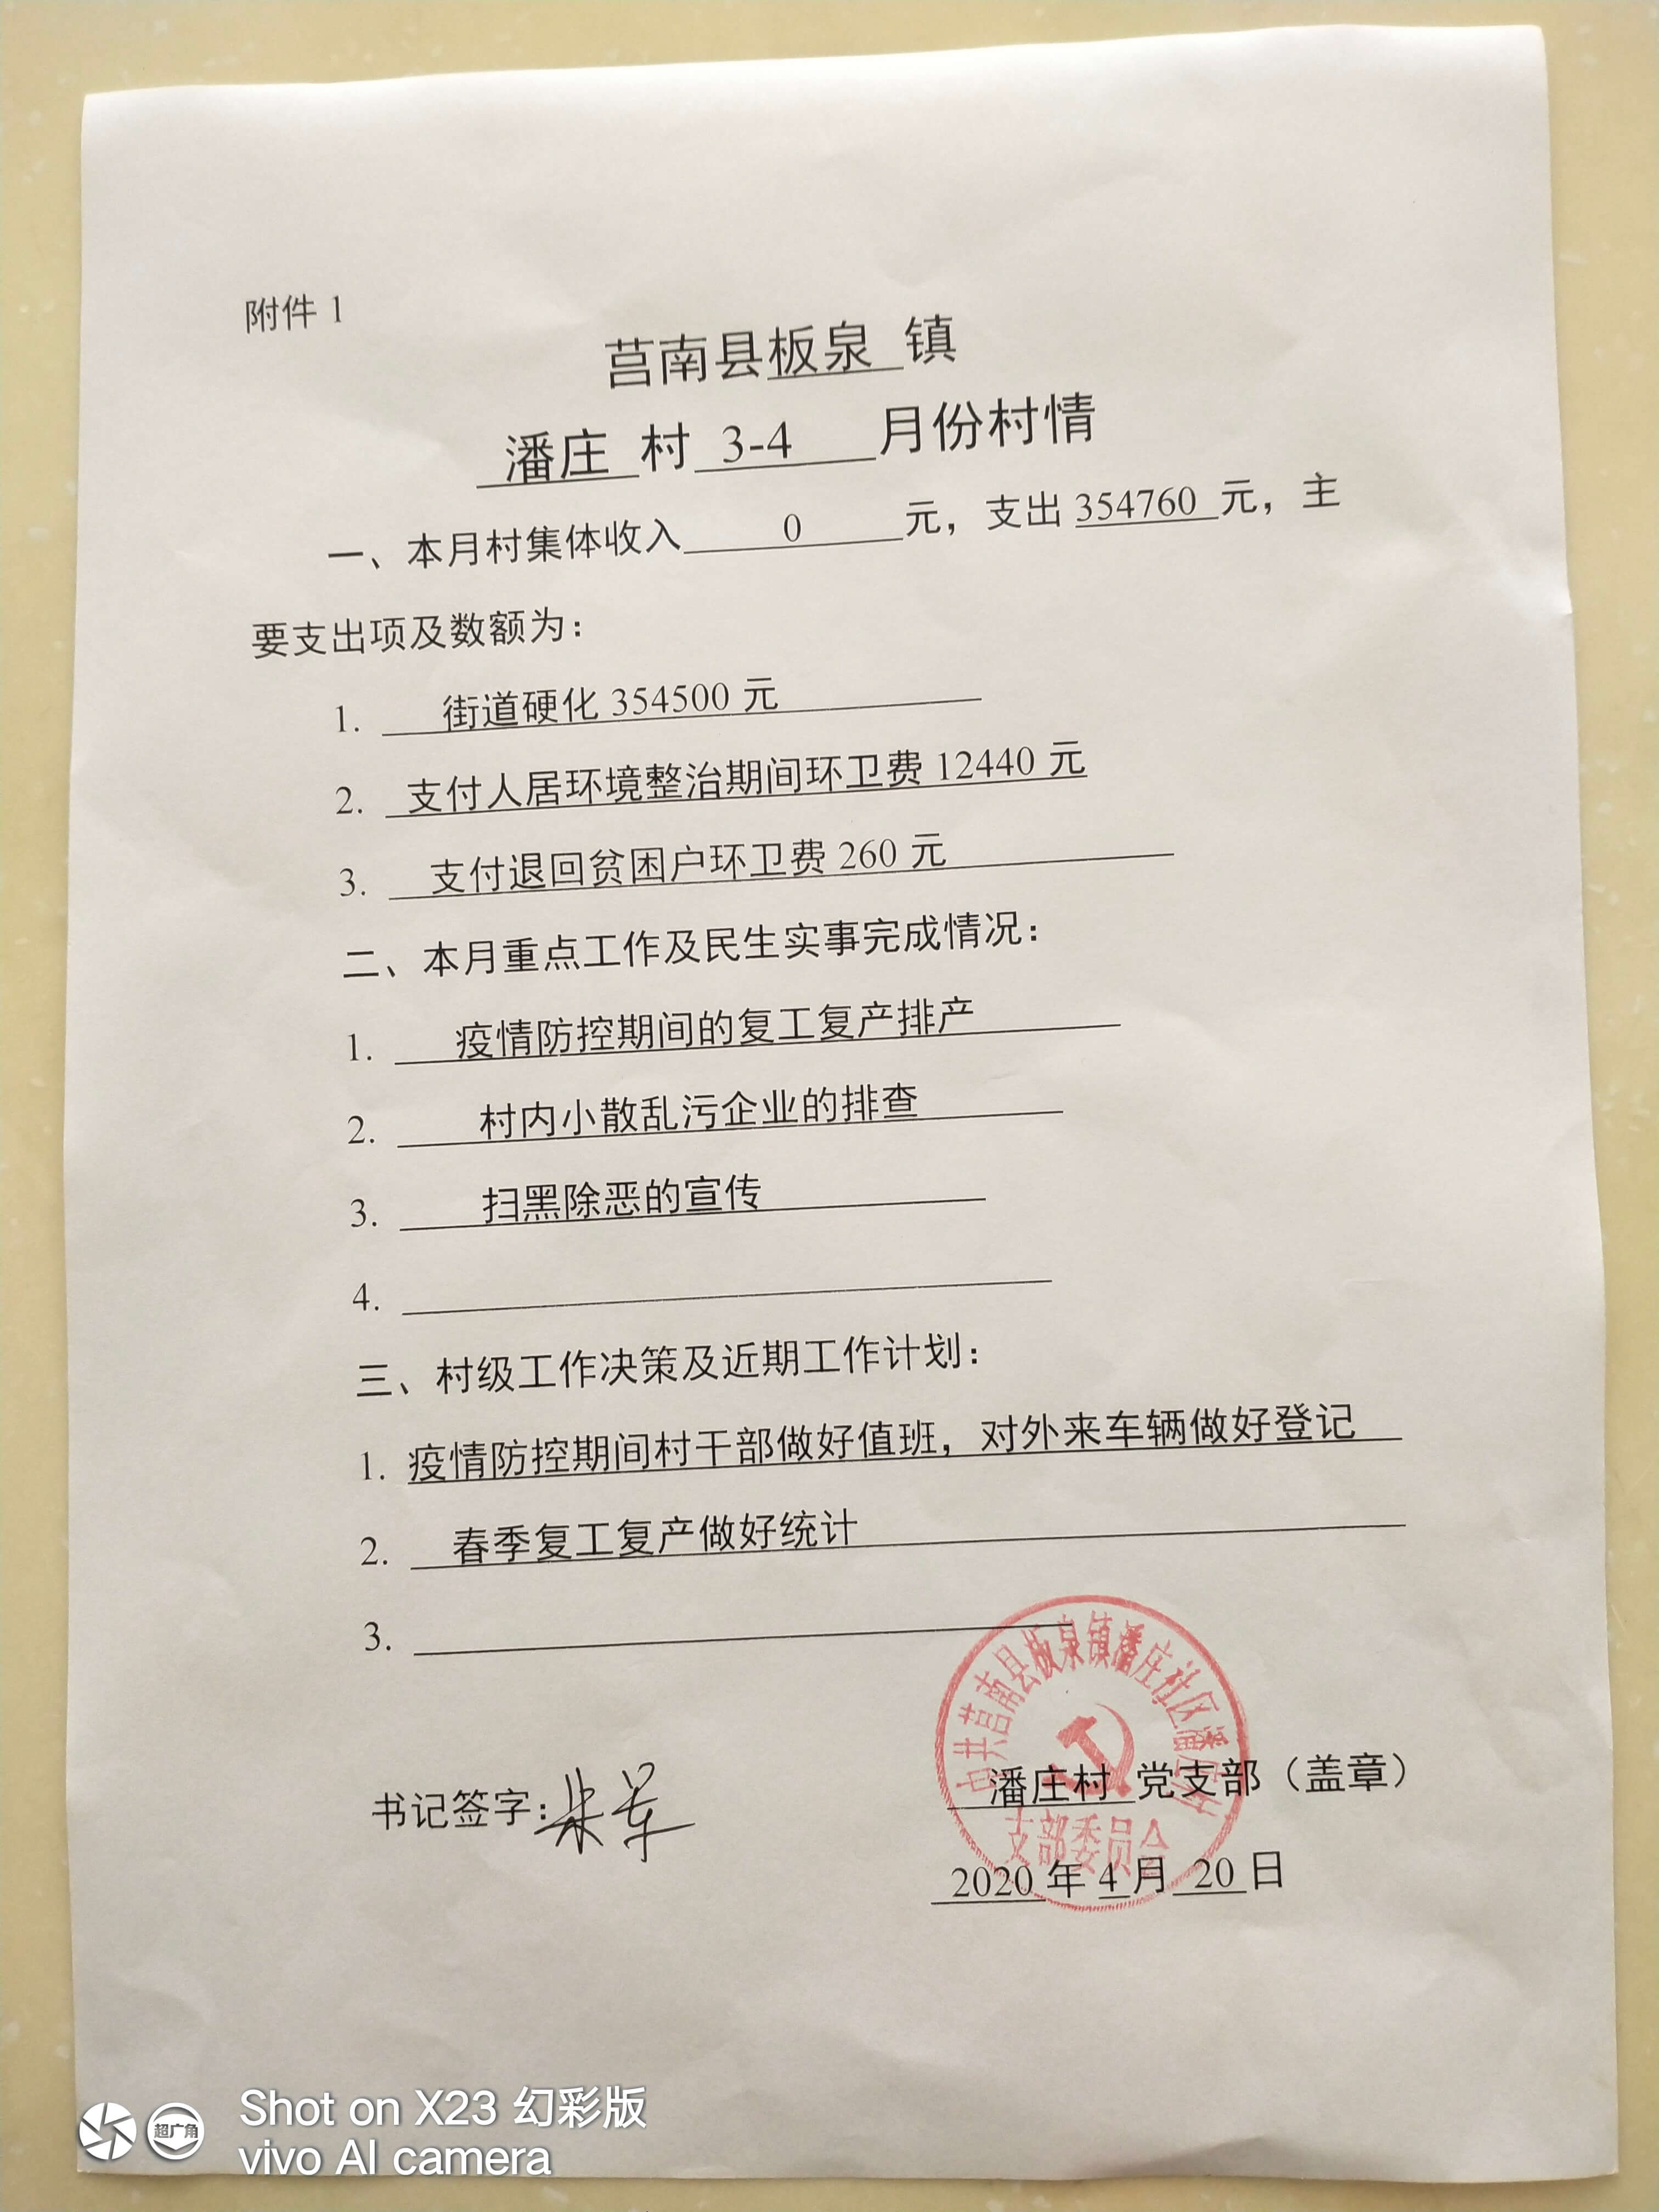 附件 1
莒南县板泉 镇
潘庄 村 3-4 月份村情
一、本月村集体收入 0 元，支出 354760 元，主
要支出项及数额为：
1. 街道硬化 354500 元
2. 支付人居环境整治期间环卫费 12440 元
3. 支付退回贫困户环卫费 260 元
二、本月重点工作及民生实事完成情况：
1. 疫情防控期间的复工复产排产
2. 村内小散乱污企业的排查
3. 扫黑除恶的宣传
4.
三、村级工作决策及近期工作计划：
1. 疫情防控期间村干部做好值班，对外来车辆做好登记
2. 春季复工复产做好统计
3.
中共莒南县板泉镇潘庄社区潘庄村
支部委员会
书记签字：
潘庄村 党支部（盖章）
2020 年 4 月 20 日
超广角
Shot on X23 幻彩版
vivo AI camera